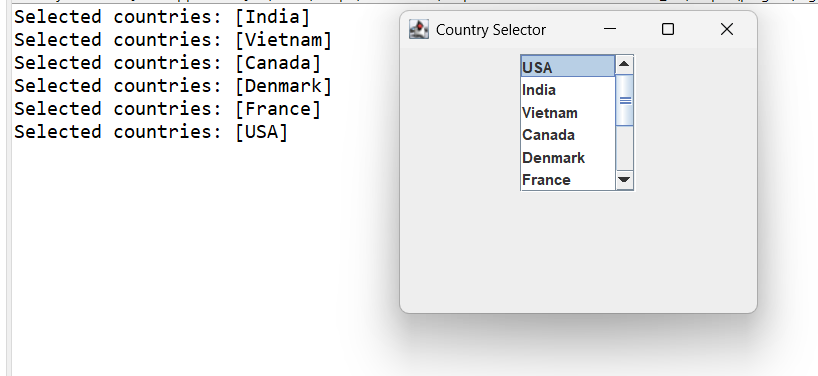 Selected countries: [India]
Selected countries: [Vietnam]
Selected countries: [Canada]
Selected countries: [Denmark]
Selected countries: [France]
Selected countries: [USA]
Country Selector
USA
India
Vietnam
Canada
Denmark
France